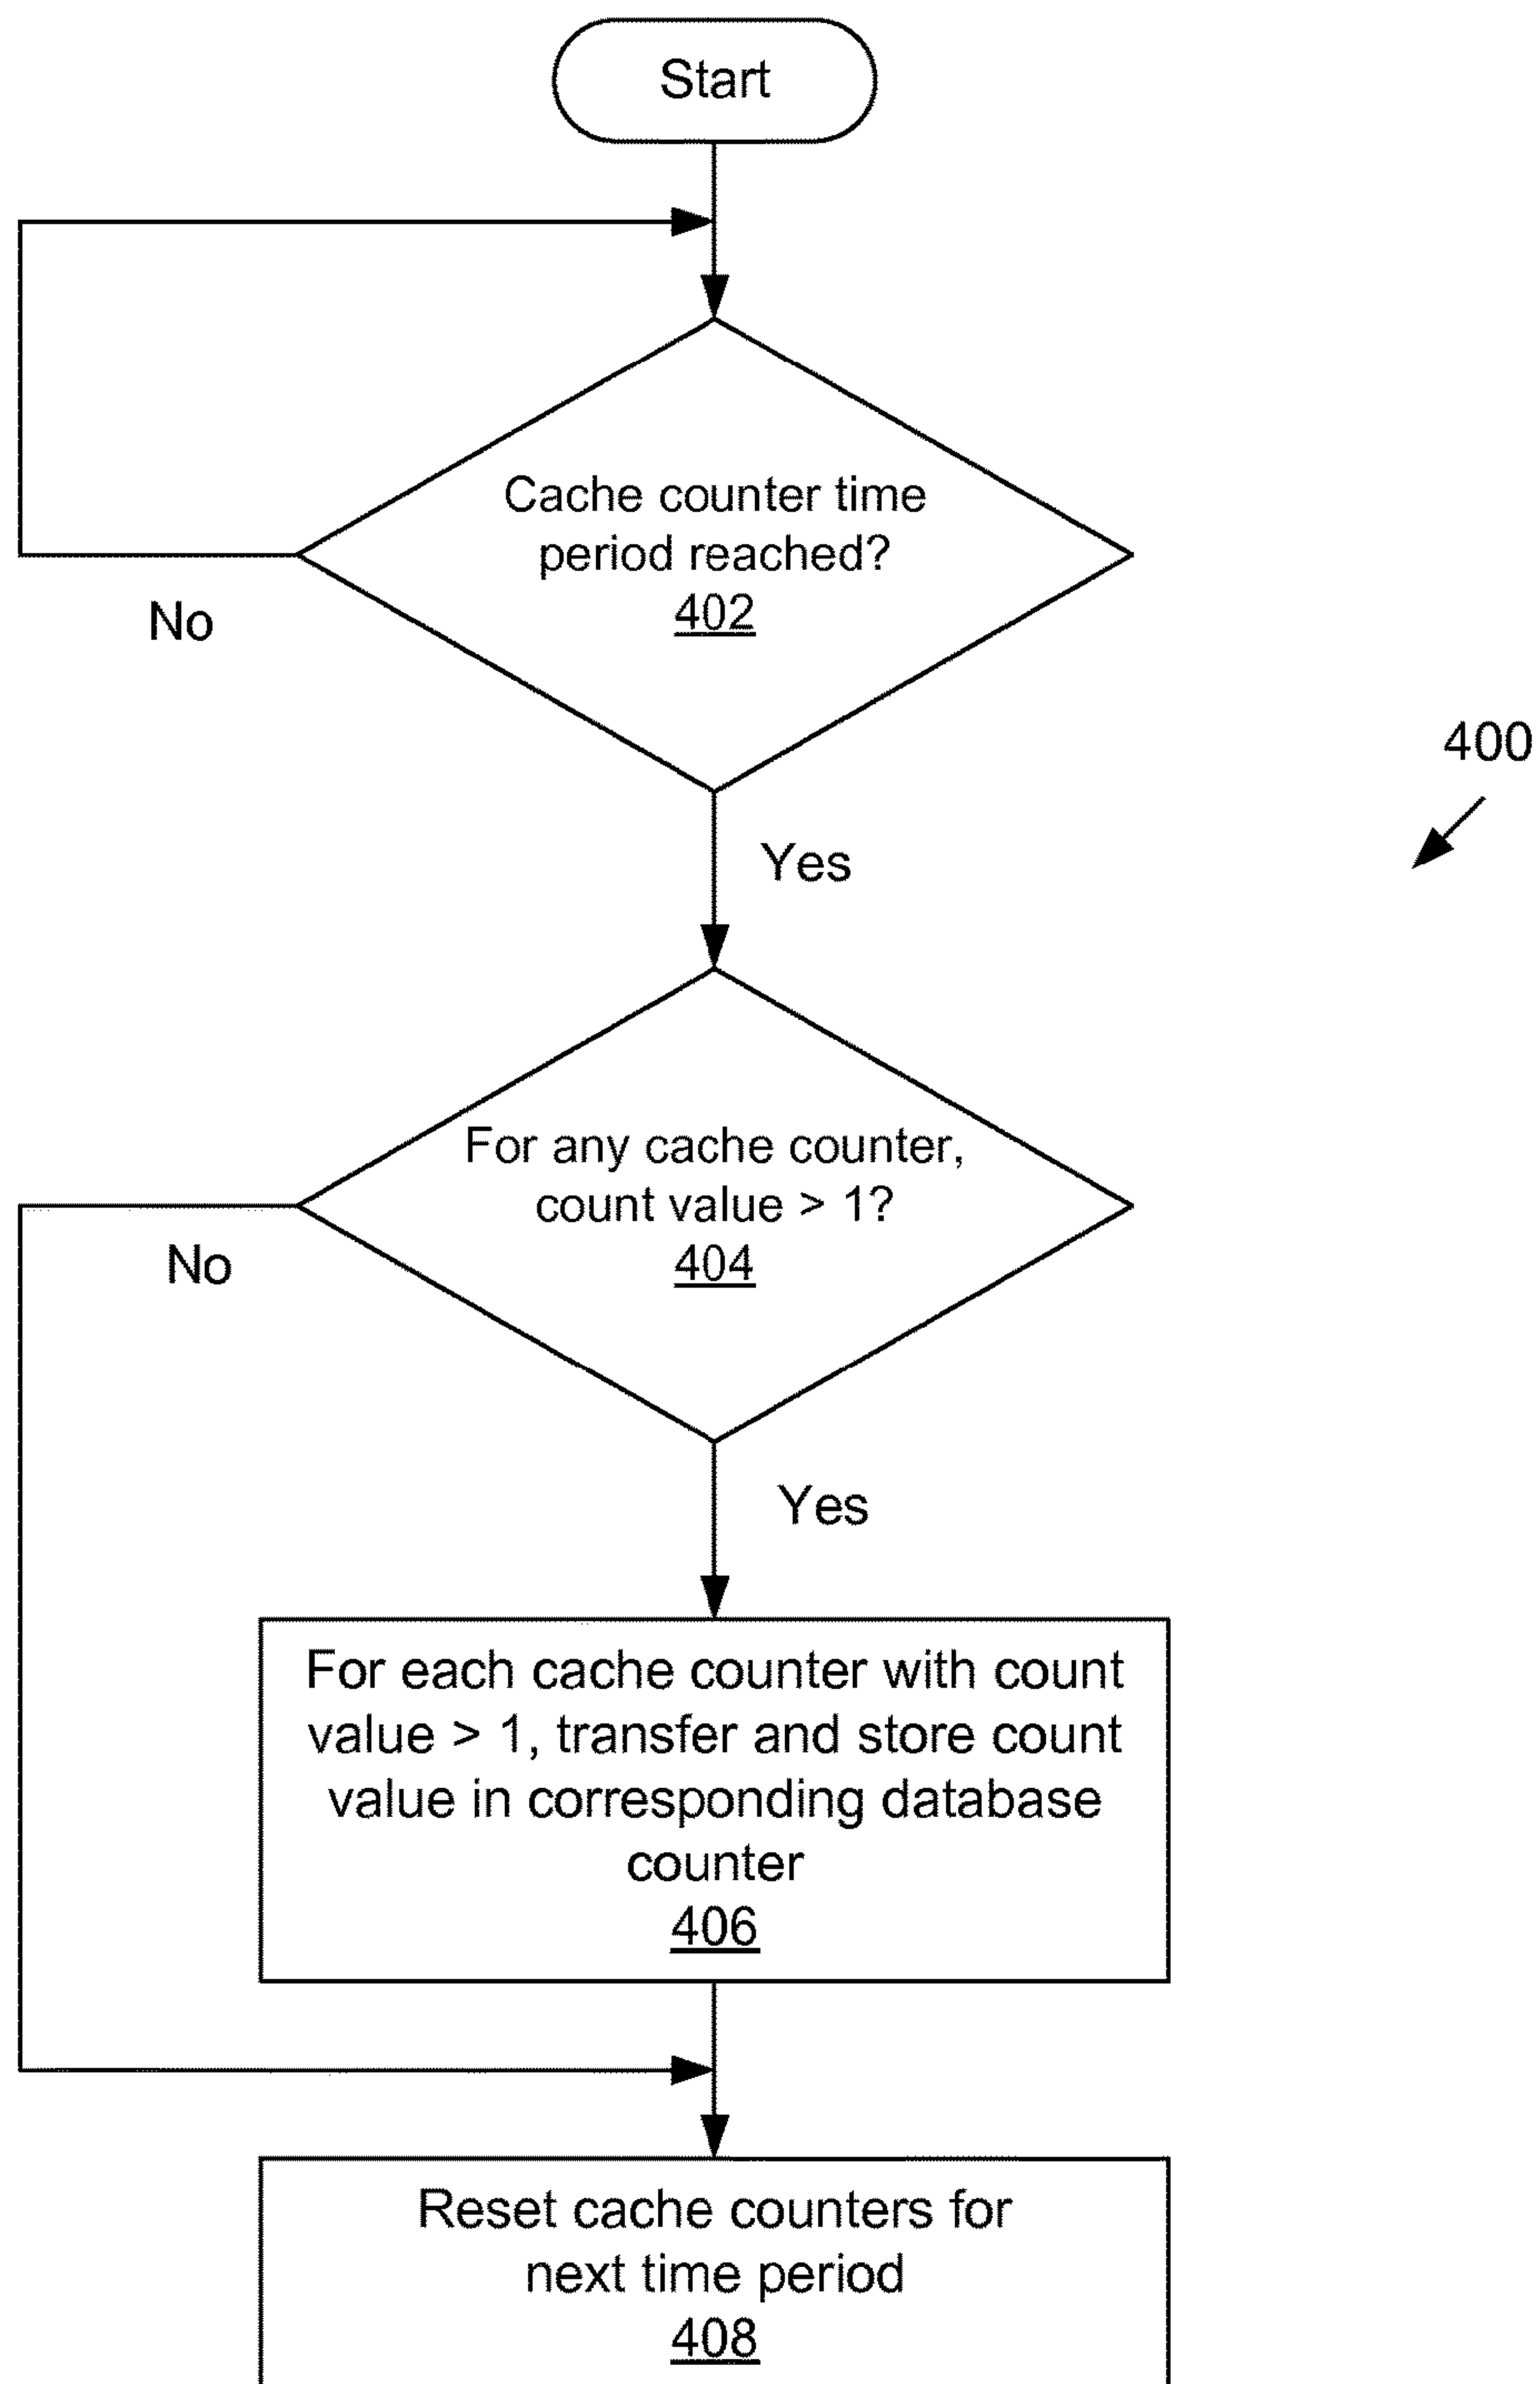 Start
Cache counter time
period reached?
402
No
400
Yes
For any cache counter,
count value > 1?
404
No
Yes
For each cache counter with count
value > 1, transfer and store count
value in corresponding database
counter
406
Reset cache counters for
next time period
408